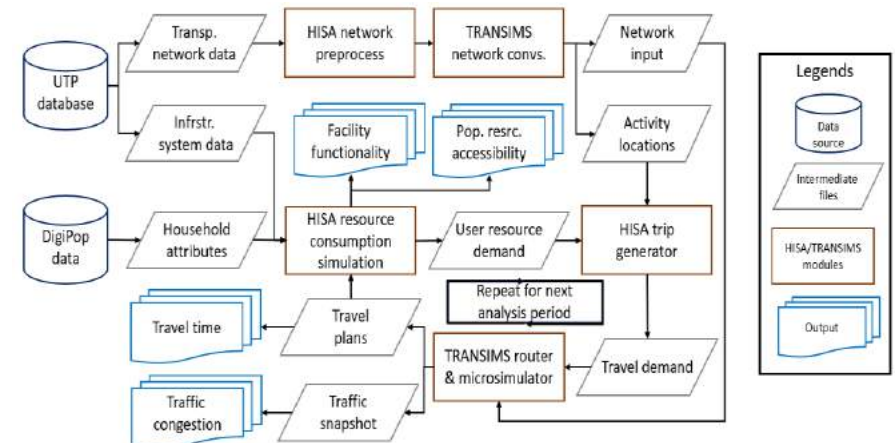 Transp.
network data
HISA network
preprocess
TRANSIMS
network convs.
Network
input
UTP
database
Infrstr.
system data
Facility
functionality
Pop. resrc.
accessibility
Activity
locations
DigiPop
data
Household
attributes
HISA resource
consumption
simulation
User resource
demand
HISA trip
generator
Repeat for next
analysis period
Travel time
Travel
plans
TRANSIMS router
& microsimulator
Travel demand
Traffic
congestion
Traffic
snapshot
Legends
Data
source
Intermediate
files
HISA/TRANSIMS
modules
Output